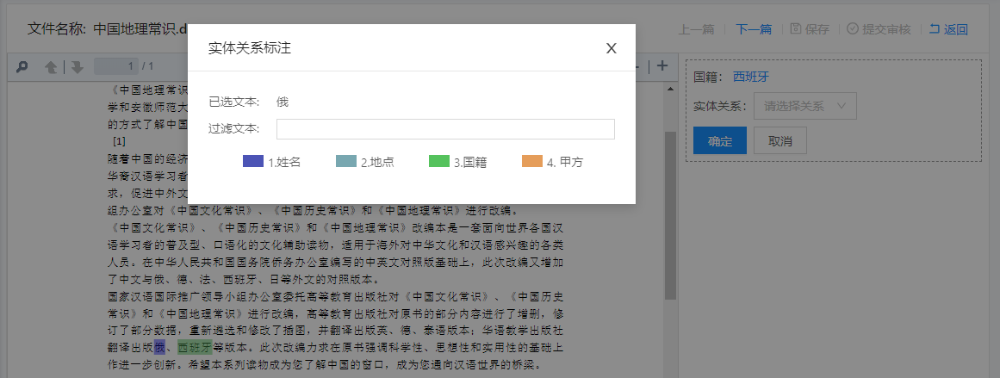 文件名称: 中国地理常识.d
上一篇 下一篇 保存 提交审核 返回
1 / 1
实体关系标注
X
已选文本: 俄
过滤文本:
1.姓名 2.地点 3.国籍 4. 甲方
国籍: 西班牙
实体关系: 请选择关系
确定 取消
《中国地理常识
学和安徽师范大
的方式了解中国
[1]
随着中国的经济
华裔汉语学习者
求，促进中外文
组办公室对《中国文化常识》、《中国历史常识》和《中国地理常识》进行改编。
《中国文化常识》、《中国历史常识》和《中国地理常识》改编本是一套面向世界各国汉
语学习者的普及型、口语化的文化辅助读物，适用于海外对中华文化和汉语感兴趣的各类
人员。在中华人民共和国国务院侨务办公室编写的中英文对照版基础上，此次改编又增加
了中文与俄、德、法、西班牙、日等外文的对照版本。
国家汉语国际推广领导小组办公室委托高等教育出版社对《中国文化常识》、《中国历史
常识》和《中国地理常识》进行改编，高等教育出版社对原书的部分内容进行了增删，修
订了部分数据，重新遴选和修改了插图，并翻译出版英、德、泰语版本；华语教学出版社
翻译出版俄、西班牙等版本。此次改编力求在原书强调科学性、思想性和实用性的基础上
作进一步创新。希望本系列读物成为您了解中国的窗口，成为您通向汉语世界的桥梁。